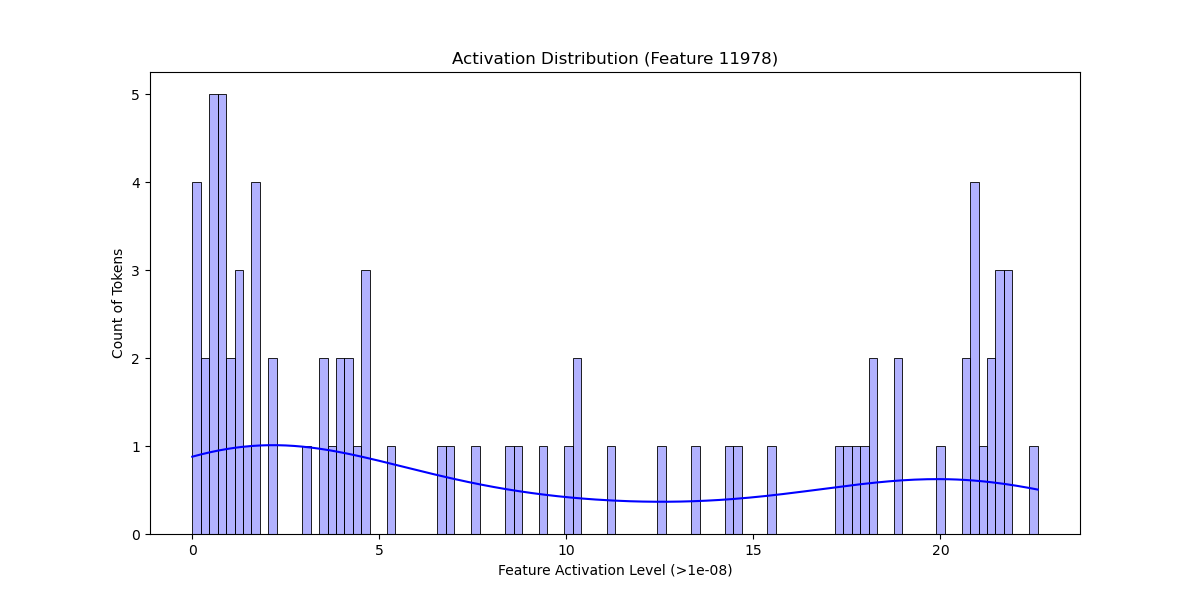 Activation Distribution (Feature 11978)
Count of Tokens
5
4
3
2
1
0
0 5 10 15 20
Feature Activation Level (>1e-08)